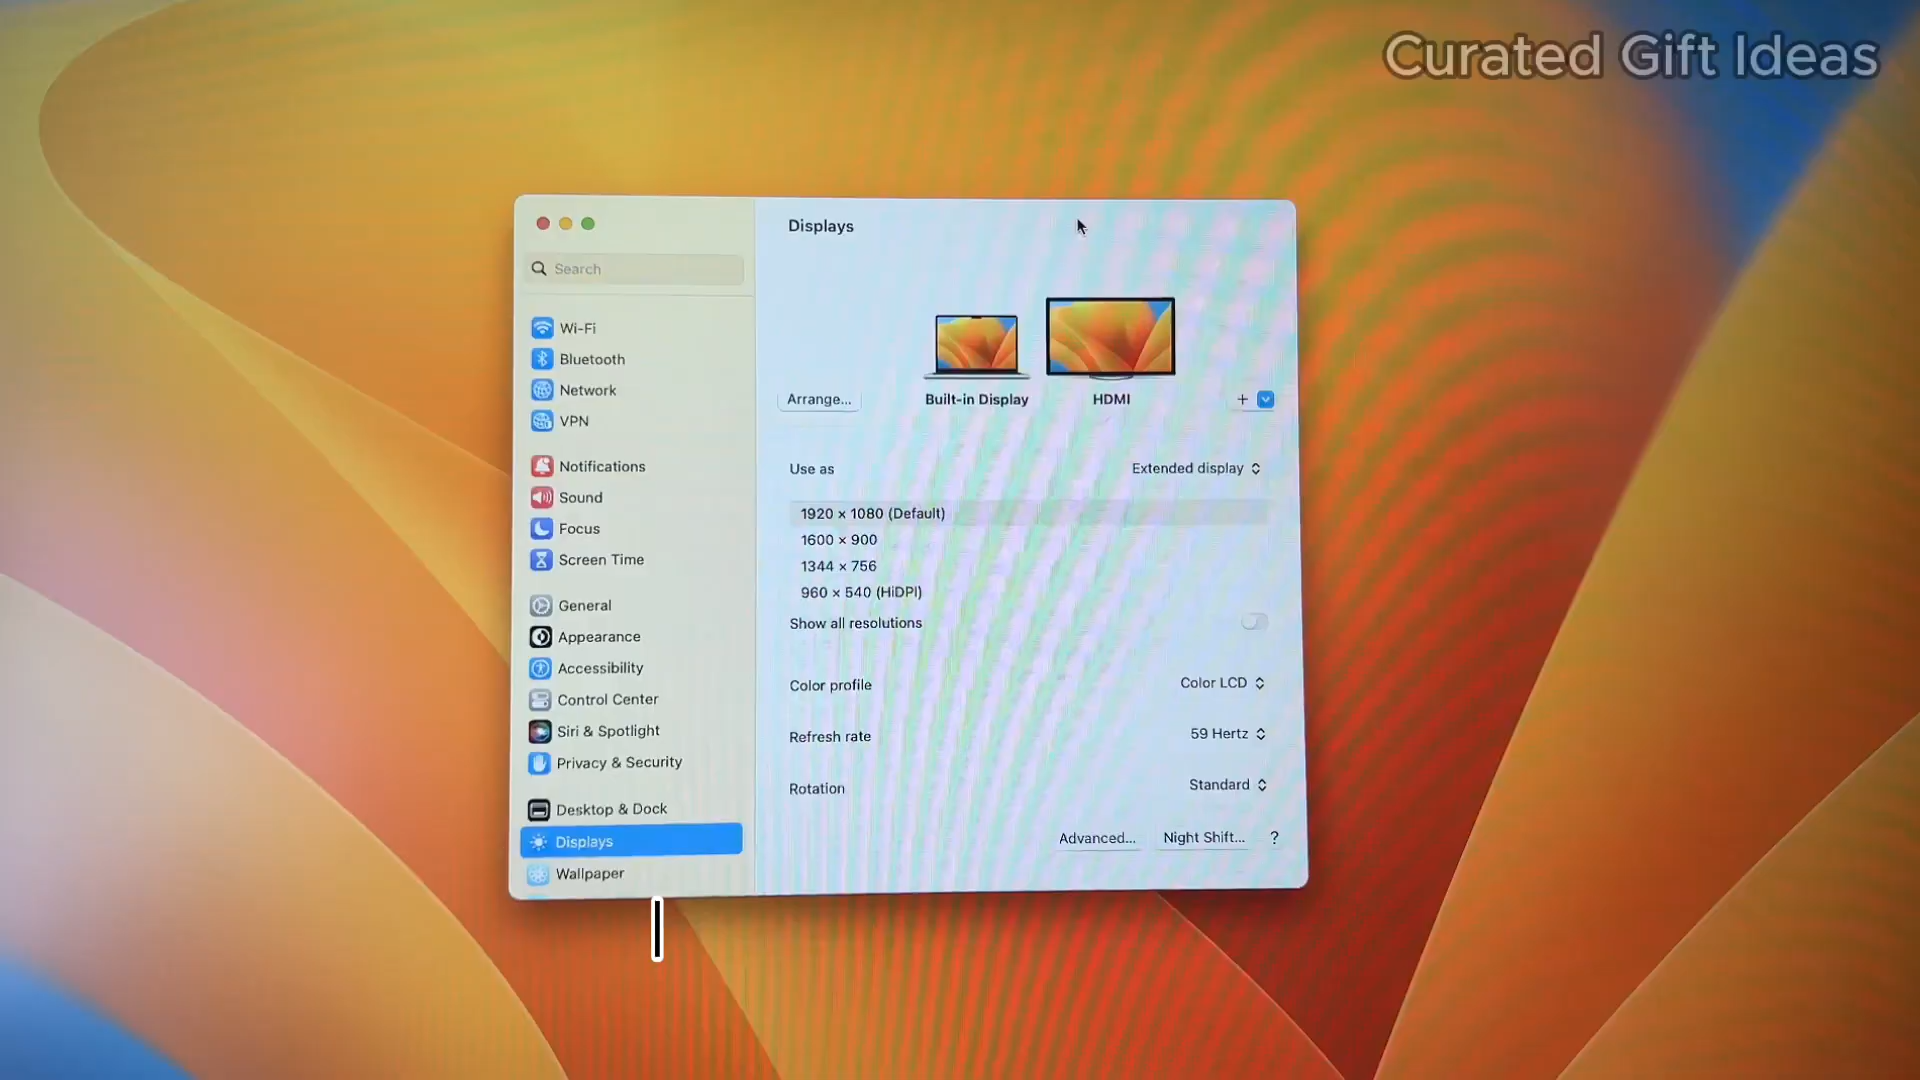 Curated Gift Ideas
Displays
Search
Wi-Fi
Bluetooth
Network
VPN
Notifications
Sound
Focus
Screen Time
General
Appearance
Accessibility
Control Center
Siri & Spotlight
Privacy & Security
Desktop & Dock
Displays
Wallpaper
Arrange...
Built-in Display
HDMI
+
Use as
Extended display
1920 × 1080 (Default)
1600 × 900
1344 × 756
960 × 540 (HiDPI)
Show all resolutions
Color profile
Color LCD
Refresh rate
59 Hertz
Rotation
Standard
Advanced...
Night Shift...
?